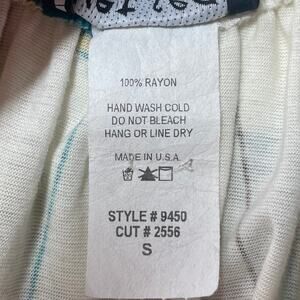 100% RAYON
HAND WASH COLD
DO NOT BLEACH
HANG OR LINE DRY
MADE IN U.S.A.
STYLE # 9450
CUT # 2556
S